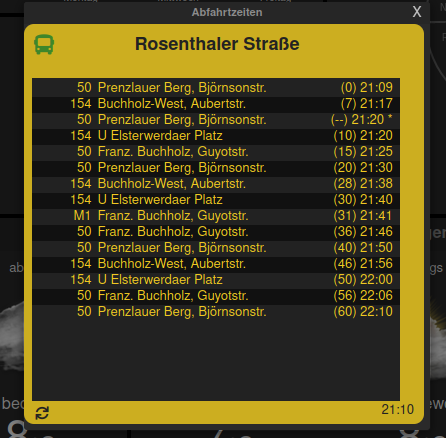 Abfahrtzeiten X
Rosenthaler Straße
50 Prenzlauer Berg, Björnsonstr. (0) 21:09
154 Buchholz-West, Aubertstr. (7) 21:17
50 Prenzlauer Berg, Björnsonstr. (--) 21:20 *
154 U Elsterwerdaer Platz (10) 21:20
50 Franz. Buchholz, Guyotstr. (15) 21:25
50 Prenzlauer Berg, Björnsonstr. (20) 21:30
154 Buchholz-West, Aubertstr. (28) 21:38
154 U Elsterwerdaer Platz (30) 21:40
M1 Franz. Buchholz, Guyotstr. (31) 21:41
50 Franz. Buchholz, Guyotstr. (36) 21:46
50 Prenzlauer Berg, Björnsonstr. (40) 21:50
154 Buchholz-West, Aubertstr. (46) 21:56
154 U Elsterwerdaer Platz (50) 22:00
50 Franz. Buchholz, Guyotstr. (56) 22:06
50 Prenzlauer Berg, Björnsonstr. (60) 22:10
21:10